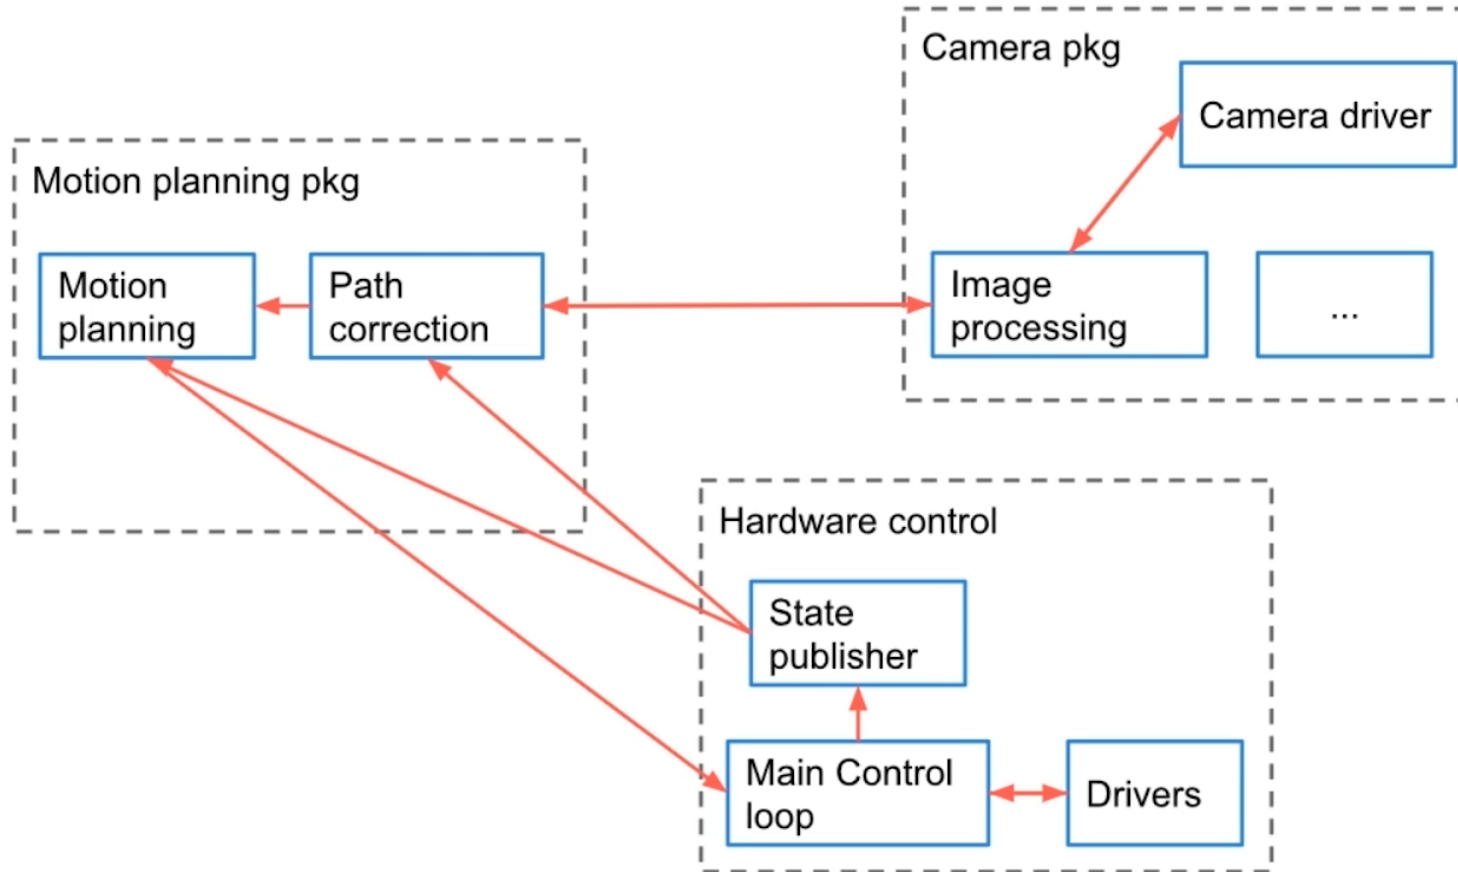 Camera pkg
Camera driver
Motion planning pkg
Motion
planning
Path
correction
Image
processing
...
Hardware control
State
publisher
Main Control
loop
Drivers